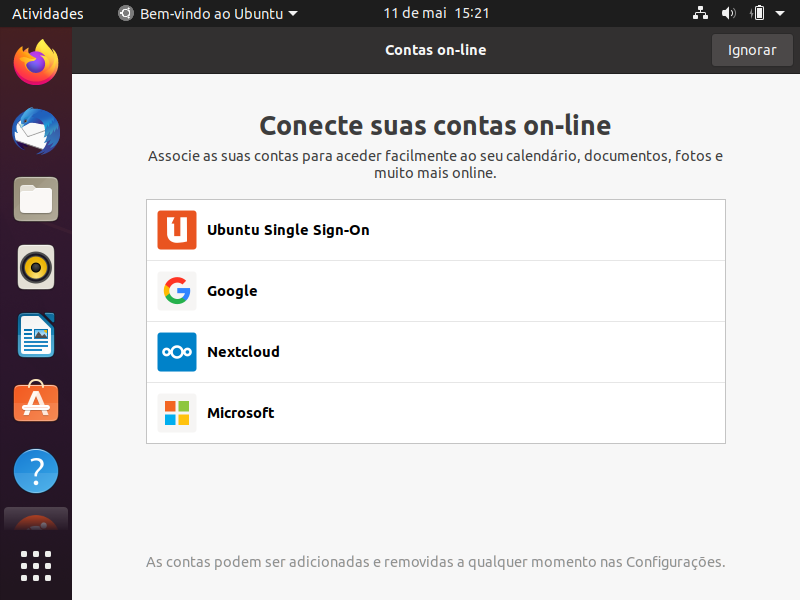 Atividades
Bem-vindo ao Ubuntu
11 de mai 15:21
Contas on-line
Ignorar
Conecte suas contas on-line
Associe as suas contas para aceder facilmente ao seu calendário, documentos, fotos e
muito mais online.
Ubuntu Single Sign-On
Google
Nextcloud
Microsoft
As contas podem ser adicionadas e removidas a qualquer momento nas Configurações.